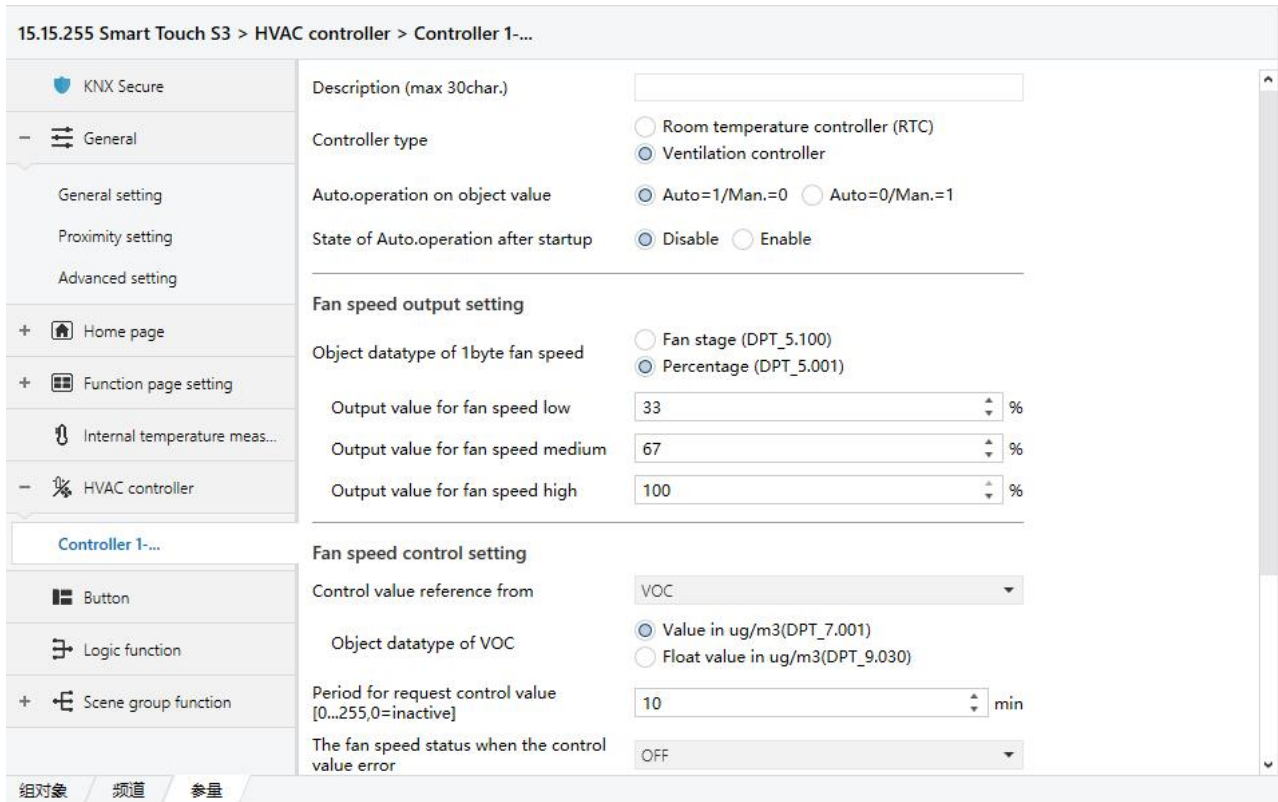 15.15.255 Smart Touch S3 > HVAC controller > Controller 1-...
KNX Secure
General
General setting
Proximity setting
Advanced setting
Home page
Function page setting
Internal temperature meas...
HVAC controller
Controller 1-...
Button
Logic function
Scene group function
Description (max 30char.)
Controller type
Room temperature controller (RTC)
Ventilation controller
Auto.operation on object value
Auto=1/Man.=0 Auto=0/Man.=1
State of Auto.operation after startup
Disable Enable
Fan speed output setting
Object datatype of 1byte fan speed
Fan stage (DPT_5.100)
Percentage (DPT_5.001)
Output value for fan speed low 33 %
Output value for fan speed medium 67 %
Output value for fan speed high 100 %
Fan speed control setting
Control value reference from VOC
Object datatype of VOC
Value in ug/m3(DPT_7.001)
Float value in ug/m3(DPT_9.030)
Period for request control value
[0...255,0=inactive]
10 min
The fan speed status when the control
value error
OFF
组对象 频道 参量